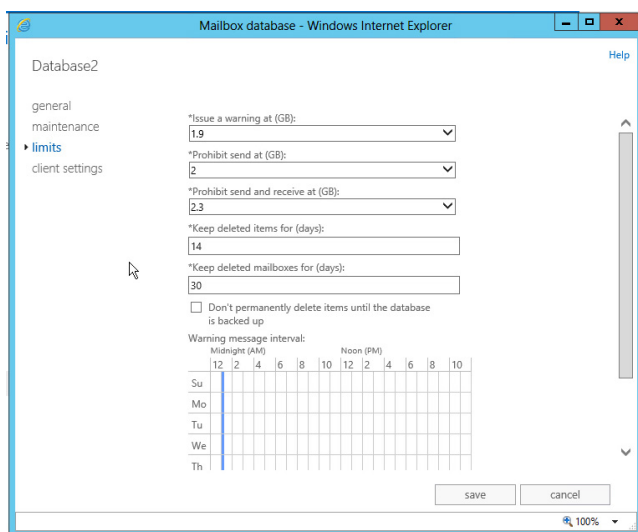 Mailbox database - Windows Internet Explorer
Help
Database2
general
maintenance
limits
client settings
*Issue a warning at (GB):
1.9
*Prohibit send at (GB):
2
*Prohibit send and receive at (GB):
2.3
*Keep deleted items for (days):
14
*Keep deleted mailboxes for (days):
30
Don't permanently delete items until the database
is backed up
Warning message interval:
Midnight (AM) Noon (PM)
12 2 4 6 8 10 12 2 4 6 8 10
Su
Mo
Tu
We
Th
save cancel
100%